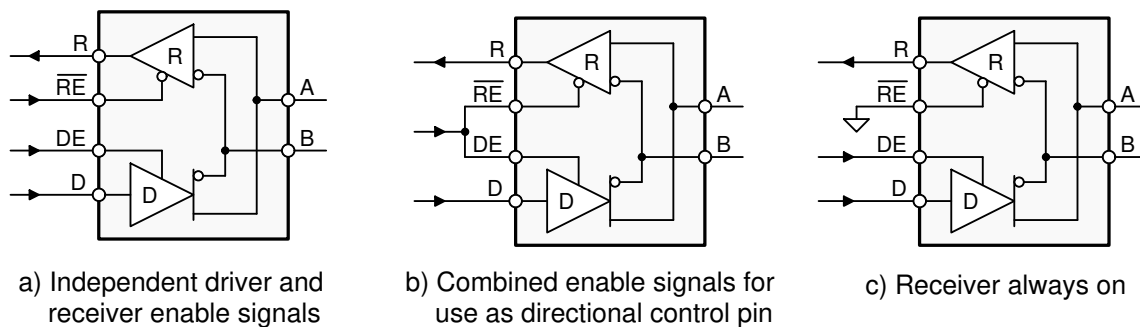 R
R
RE
A
DE
B
D
D
a) Independent driver and
receiver enable signals
R
R
RE
A
DE
B
D
D
b) Combined enable signals for
use as directional control pin
R
R
RE
A
DE
B
D
D
c) Receiver always on